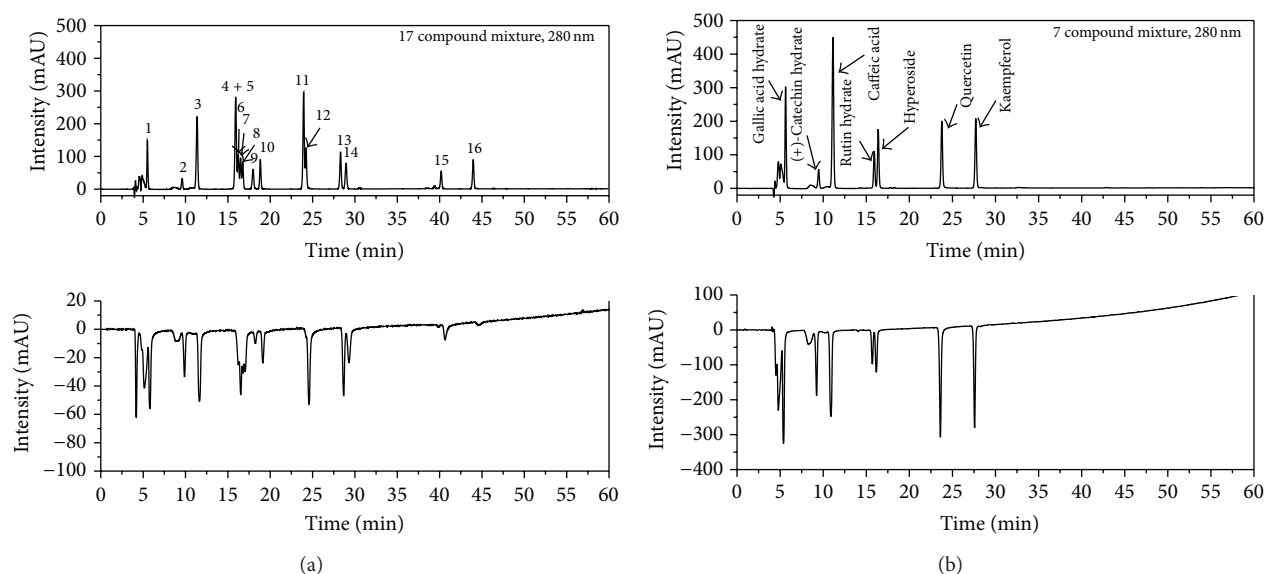 17 compound mixture, 280 nm
Intensity (mAU)
500
400
300
200
100
0
1
2
3
4 + 5
6
7
8
9
10
11
12
13
14
15
16
0 5 10 15 20 25 30 35 40 45 50 55 60
Time (min)
Intensity (mAU)
20
0
−20
−40
−60
−80
−100
0 5 10 15 20 25 30 35 40 45 50 55 60
Time (min)
(a)
7 compound mixture, 280 nm
Intensity (mAU)
500
400
300
200
100
0
Gallic acid hydrate
(+)-Catechin hydrate
Rutin hydrate
Caffeic acid
Hyperoside
Quercetin
Kaempferol
0 5 10 15 20 25 30 35 40 45 50 55 60
Time (min)
Intensity (mAU)
100
0
−100
−200
−300
−400
0 5 10 15 20 25 30 35 40 45 50 55 60
Time (min)
(b)